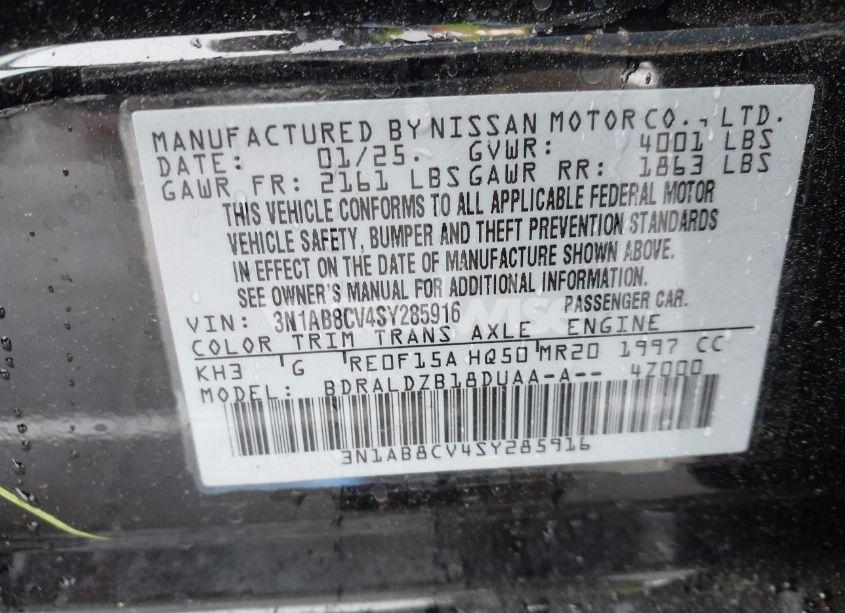 MANUFACTURED BY NISSAN MOTOR CO., LTD.
DATE: 01/25. GVWR: 4001 LBS
GAWR FR: 2161 LBS GAWR RR: 1863 LBS
THIS VEHICLE CONFORMS TO ALL APPLICABLE FEDERAL MOTOR
VEHICLE SAFETY, BUMPER AND THEFT PREVENTION STANDARDS
IN EFFECT ON THE DATE OF MANUFACTURE SHOWN ABOVE.
SEE OWNER'S MANUAL FOR ADDITIONAL INFORMATION.
VIN: 3N1AB8CV4SY285916 PASSENGER CAR.
COLOR TRIM TRANS AXLE ENGINE
KH3 G RE0F15A HQ50 MR20 1997 CC
MODEL: BDRALDZB18DUAA-A-- 4Z000
3N1AB8CV4SY285916